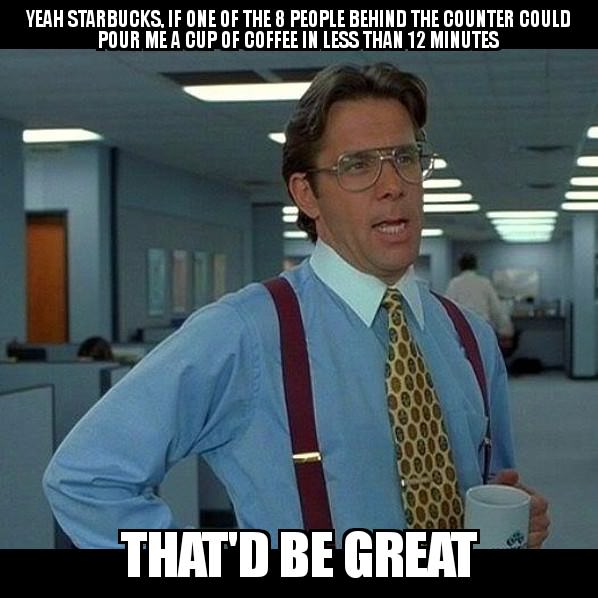 YEAH STARBUCKS, IF ONE OF THE 8 PEOPLE BEHIND THE COUNTER COULD
POUR ME A CUP OF COFFEE IN LESS THAN 12 MINUTES
THAT'D BE GREAT